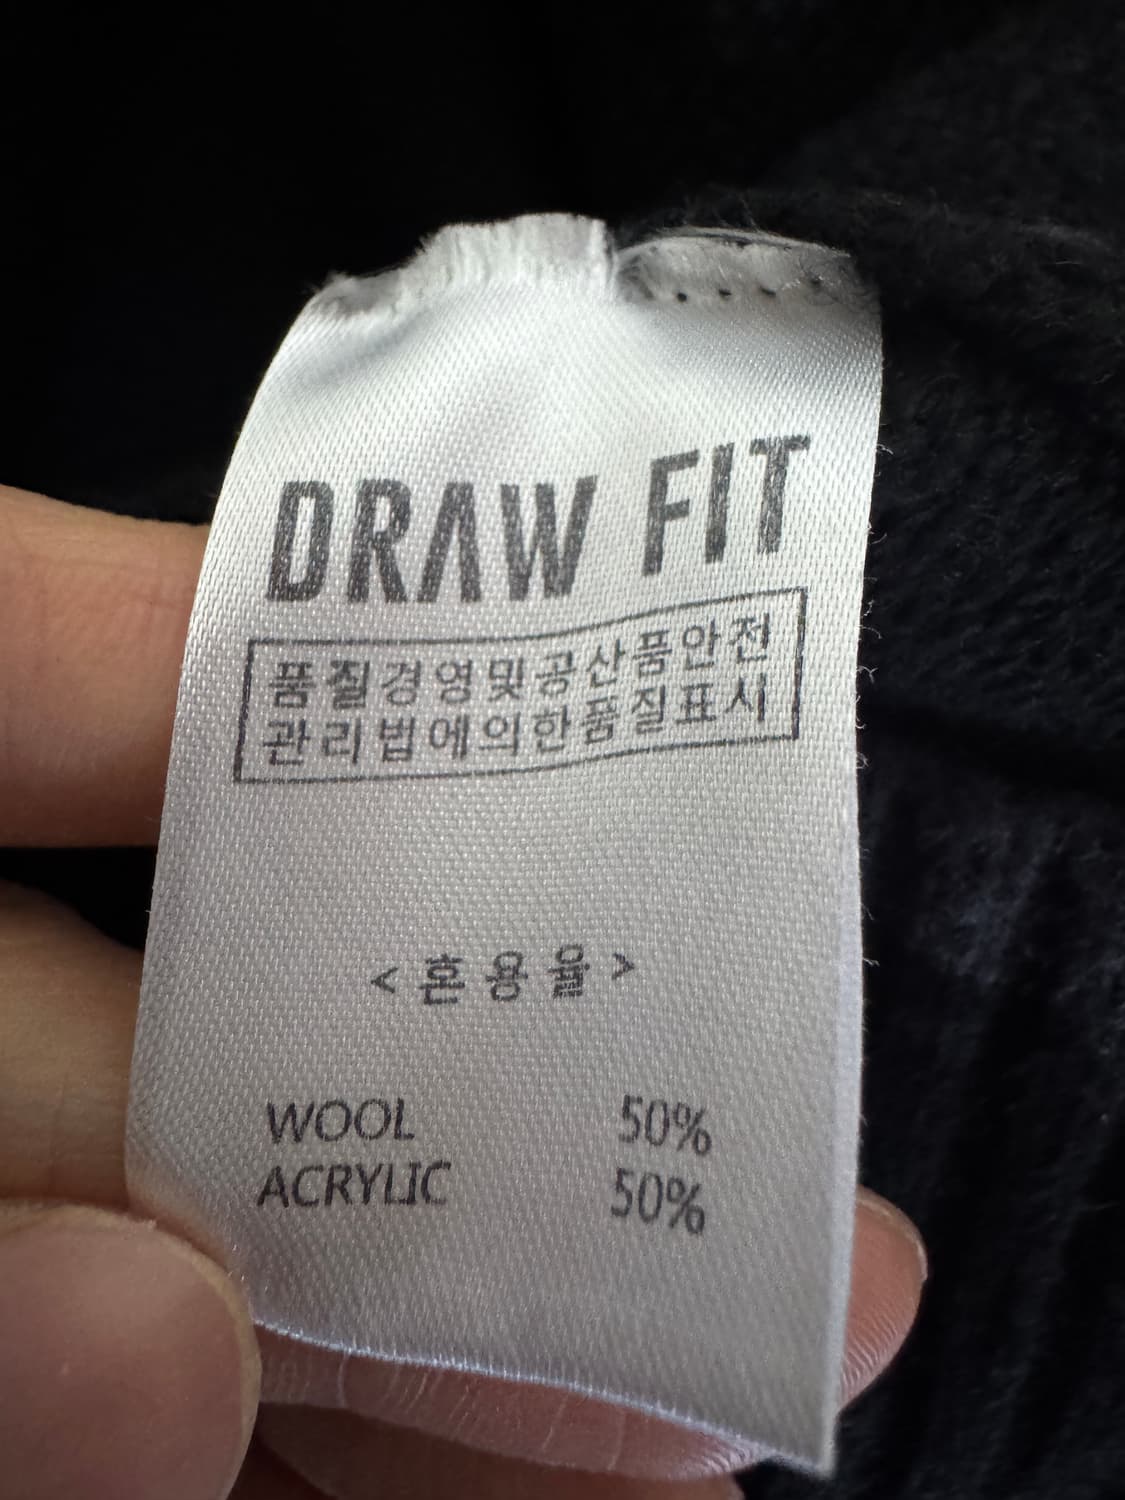 DRAW FIT
품질경영및공산품안전
관리법에의한품질표시
<혼용율>
WOOL 50%
ACRYLIC 50%